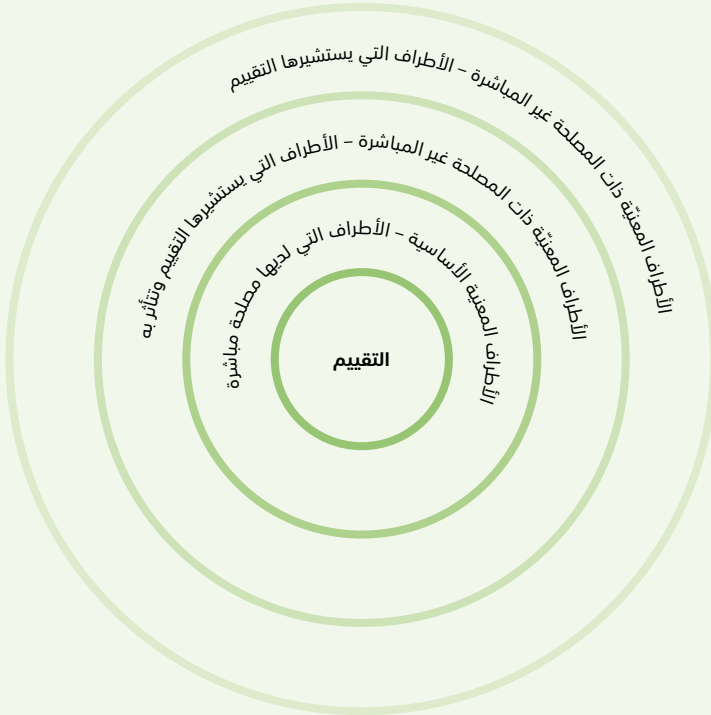 الأطراف المعنيّة ذات المصلحة غير المباشرة – الأطراف التي يستشيرها التقييم
الأطراف المعنيّة ذات المصلحة غير المباشرة – الأطراف التي يستشيرها التقييم وتتأثر به
الأطراف المعنية الأساسية – الأطراف التي لديها مصلحة مباشرة
التقييم